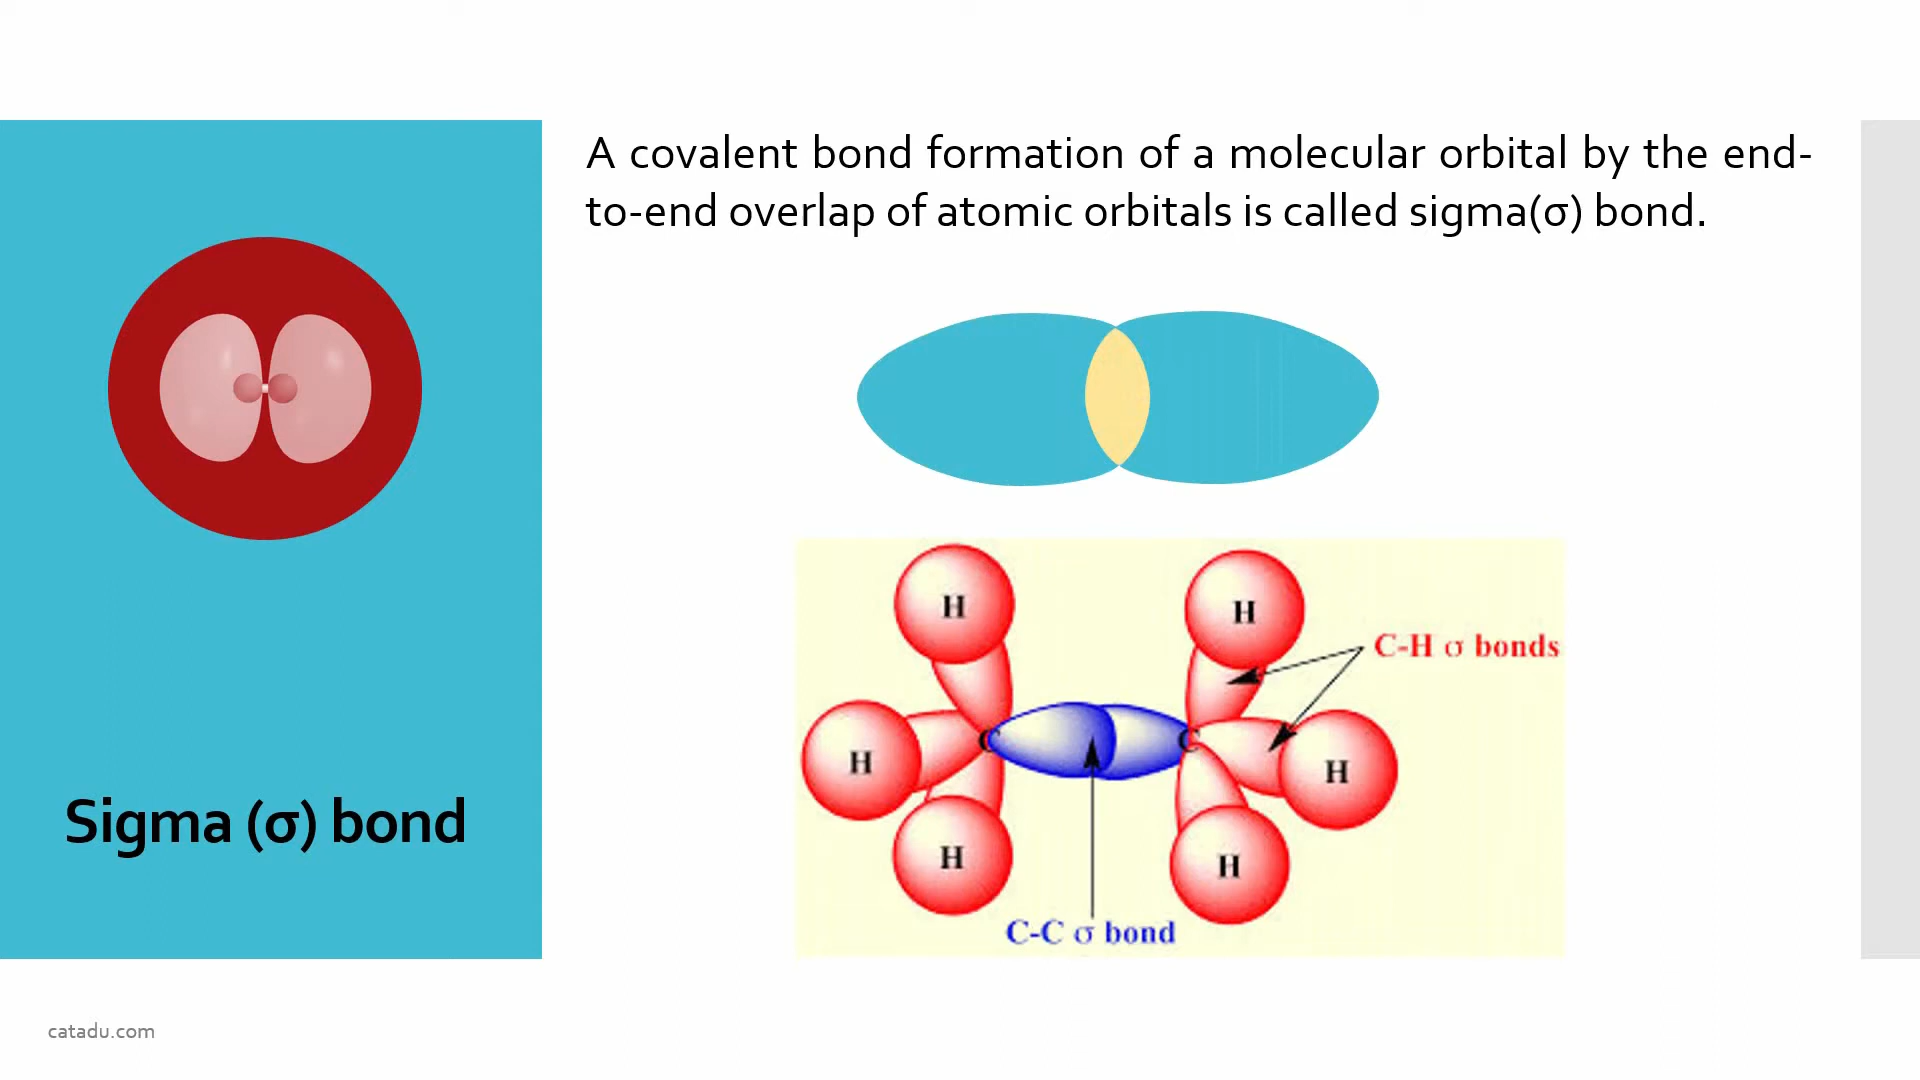 A covalent bond formation of a molecular orbital by the end-
to-end overlap of atomic orbitals is called sigma(σ) bond.
Sigma (σ) bond
H
H
C-H σ bonds
C
C
H
H
H
H
C-C σ bond
catadu.com